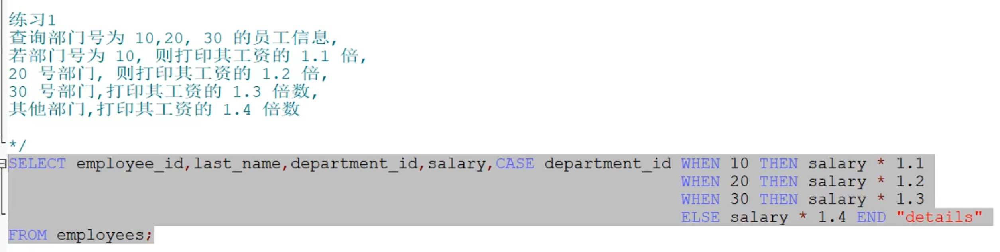 练习1
查询部门号为 10,20, 30 的员工信息,
若部门号为 10, 则打印其工资的 1.1 倍,
20 号部门, 则打印其工资的 1.2 倍,
30 号部门,打印其工资的 1.3 倍数,
其他部门,打印其工资的 1.4 倍数
*/
SELECT employee_id,last_name,department_id,salary,CASE department_id WHEN 10 THEN salary * 1.1
WHEN 20 THEN salary * 1.2
WHEN 30 THEN salary * 1.3
ELSE salary * 1.4 END "details"
FROM employees;